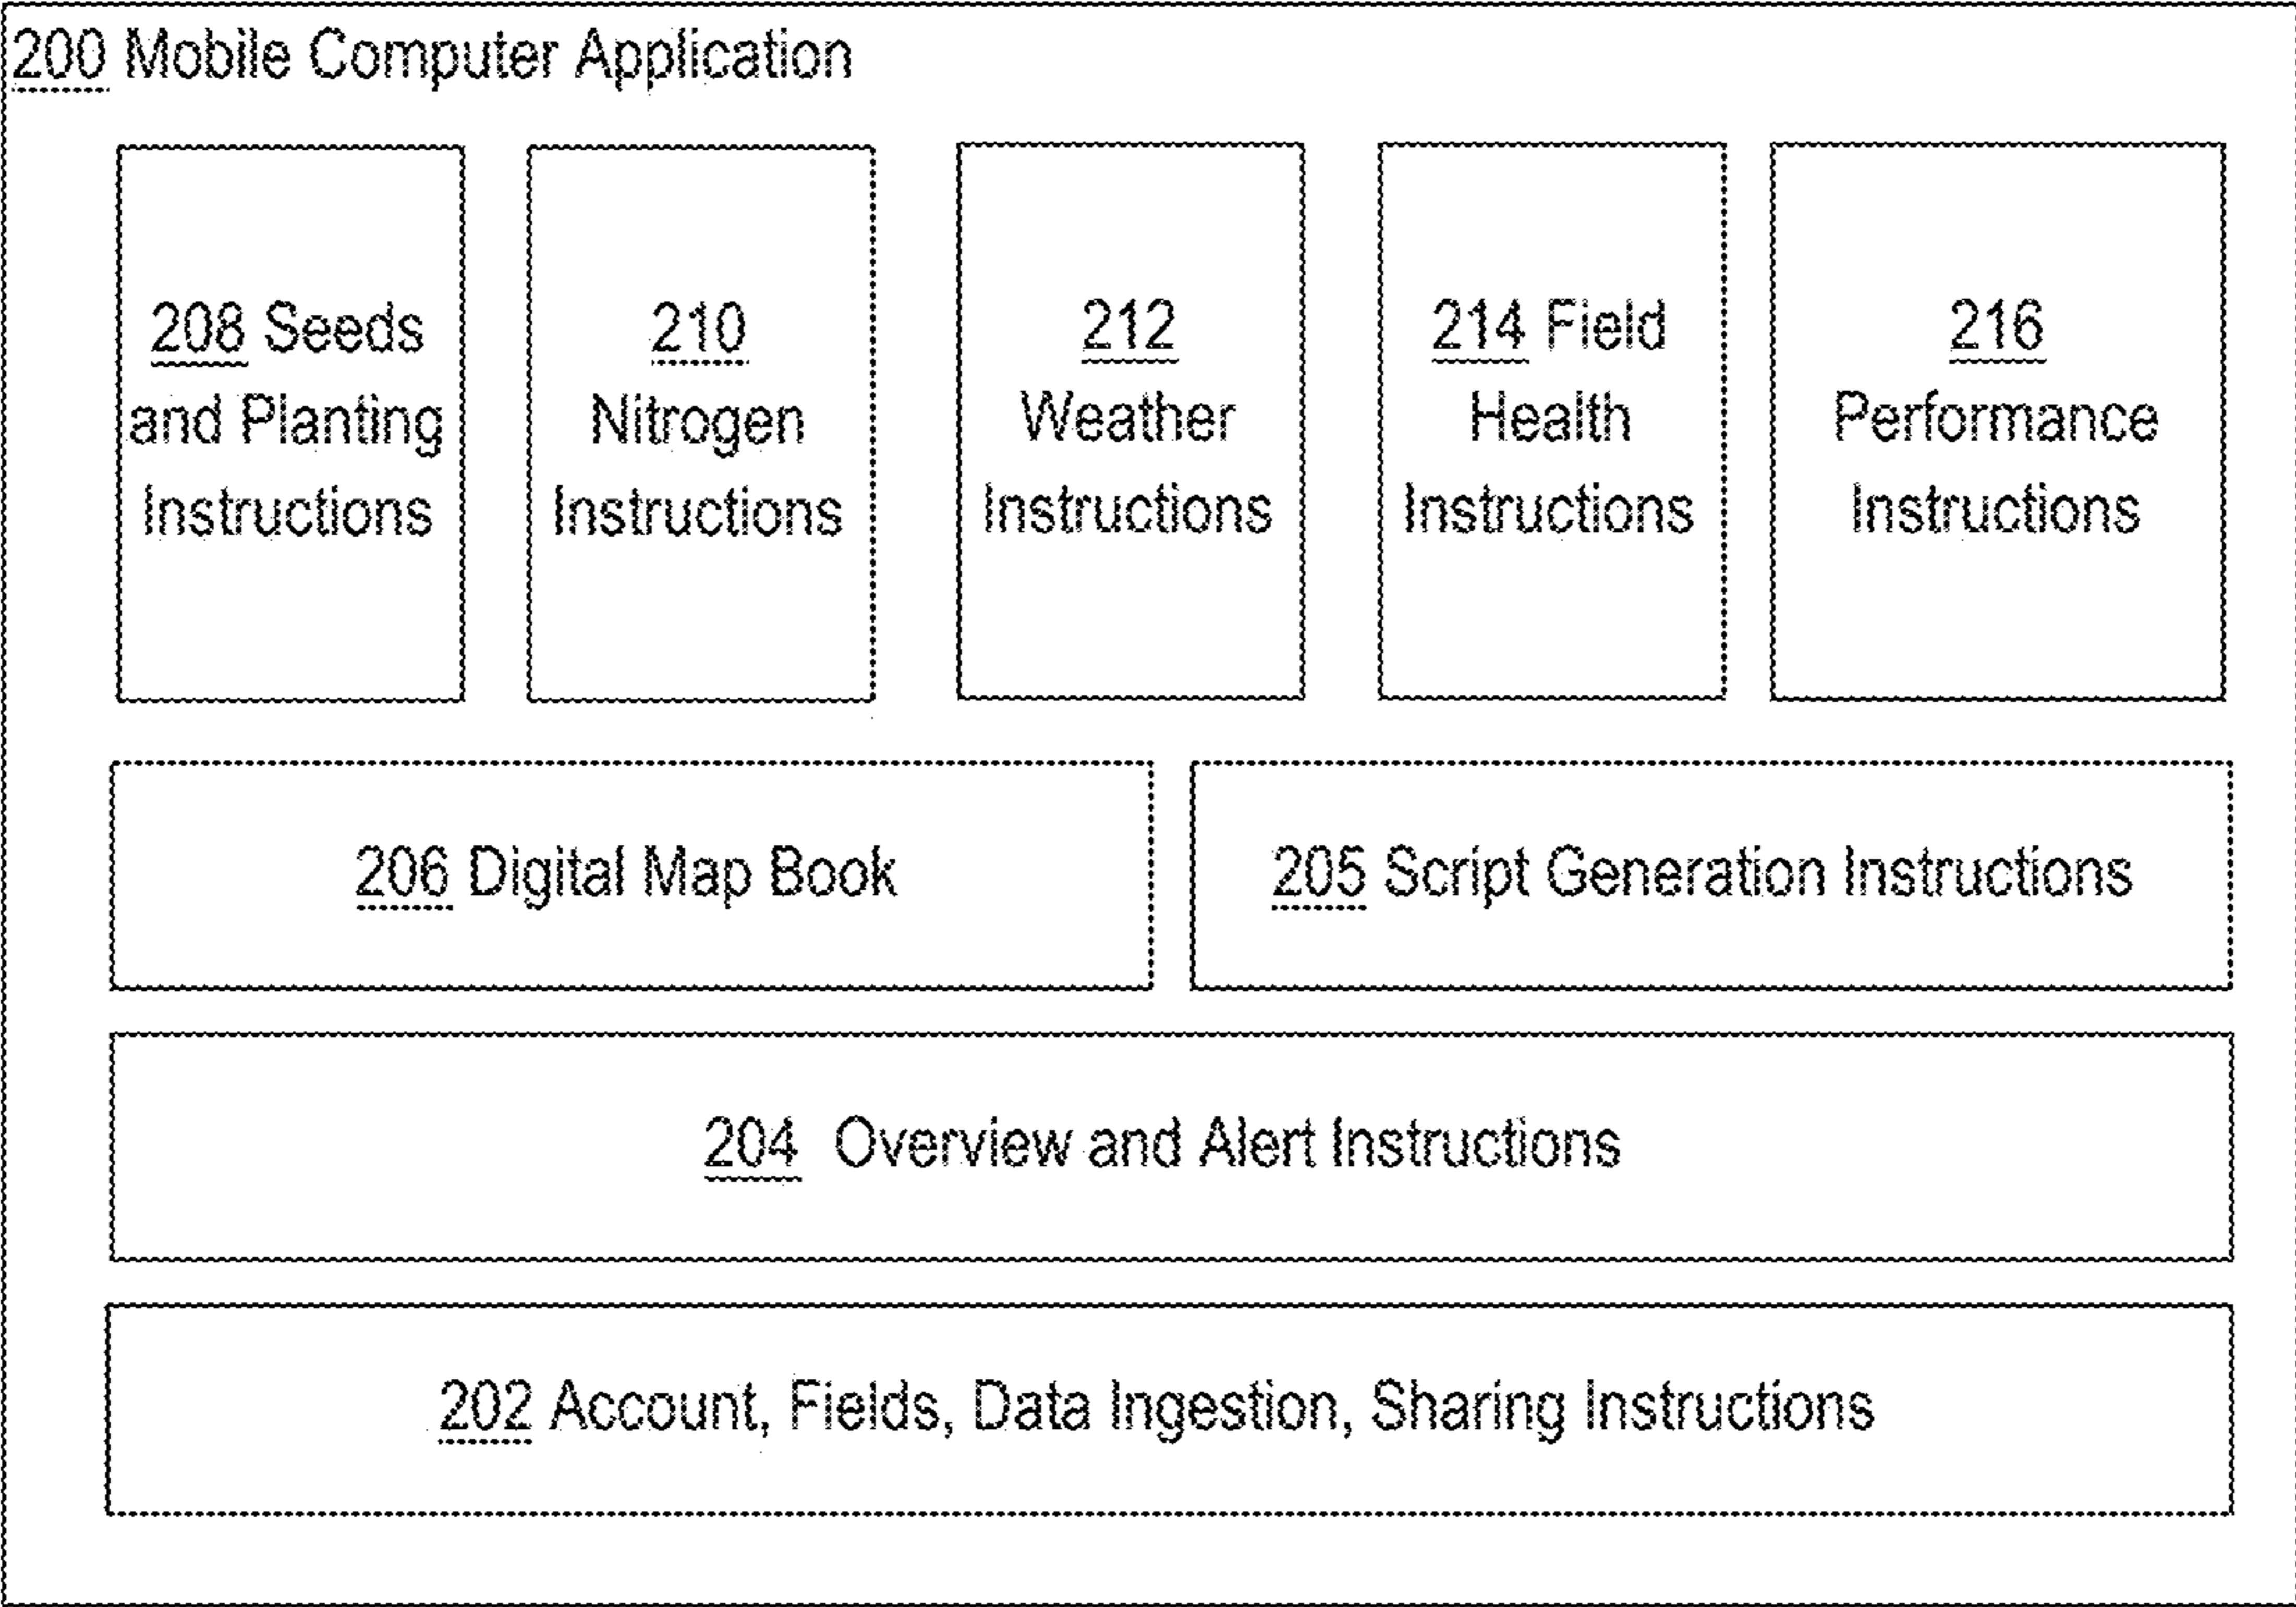 200 Mobile Computer Application
208 Seeds
and Planting
Instructions
210
Nitrogen
Instructions
212
Weather
Instructions
214 Field
Health
Instructions
216
Performance
Instructions
206 Digital Map Book
205 Script Generation Instructions
204 Overview and Alert Instructions
202 Account, Fields, Data Ingestion, Sharing Instructions